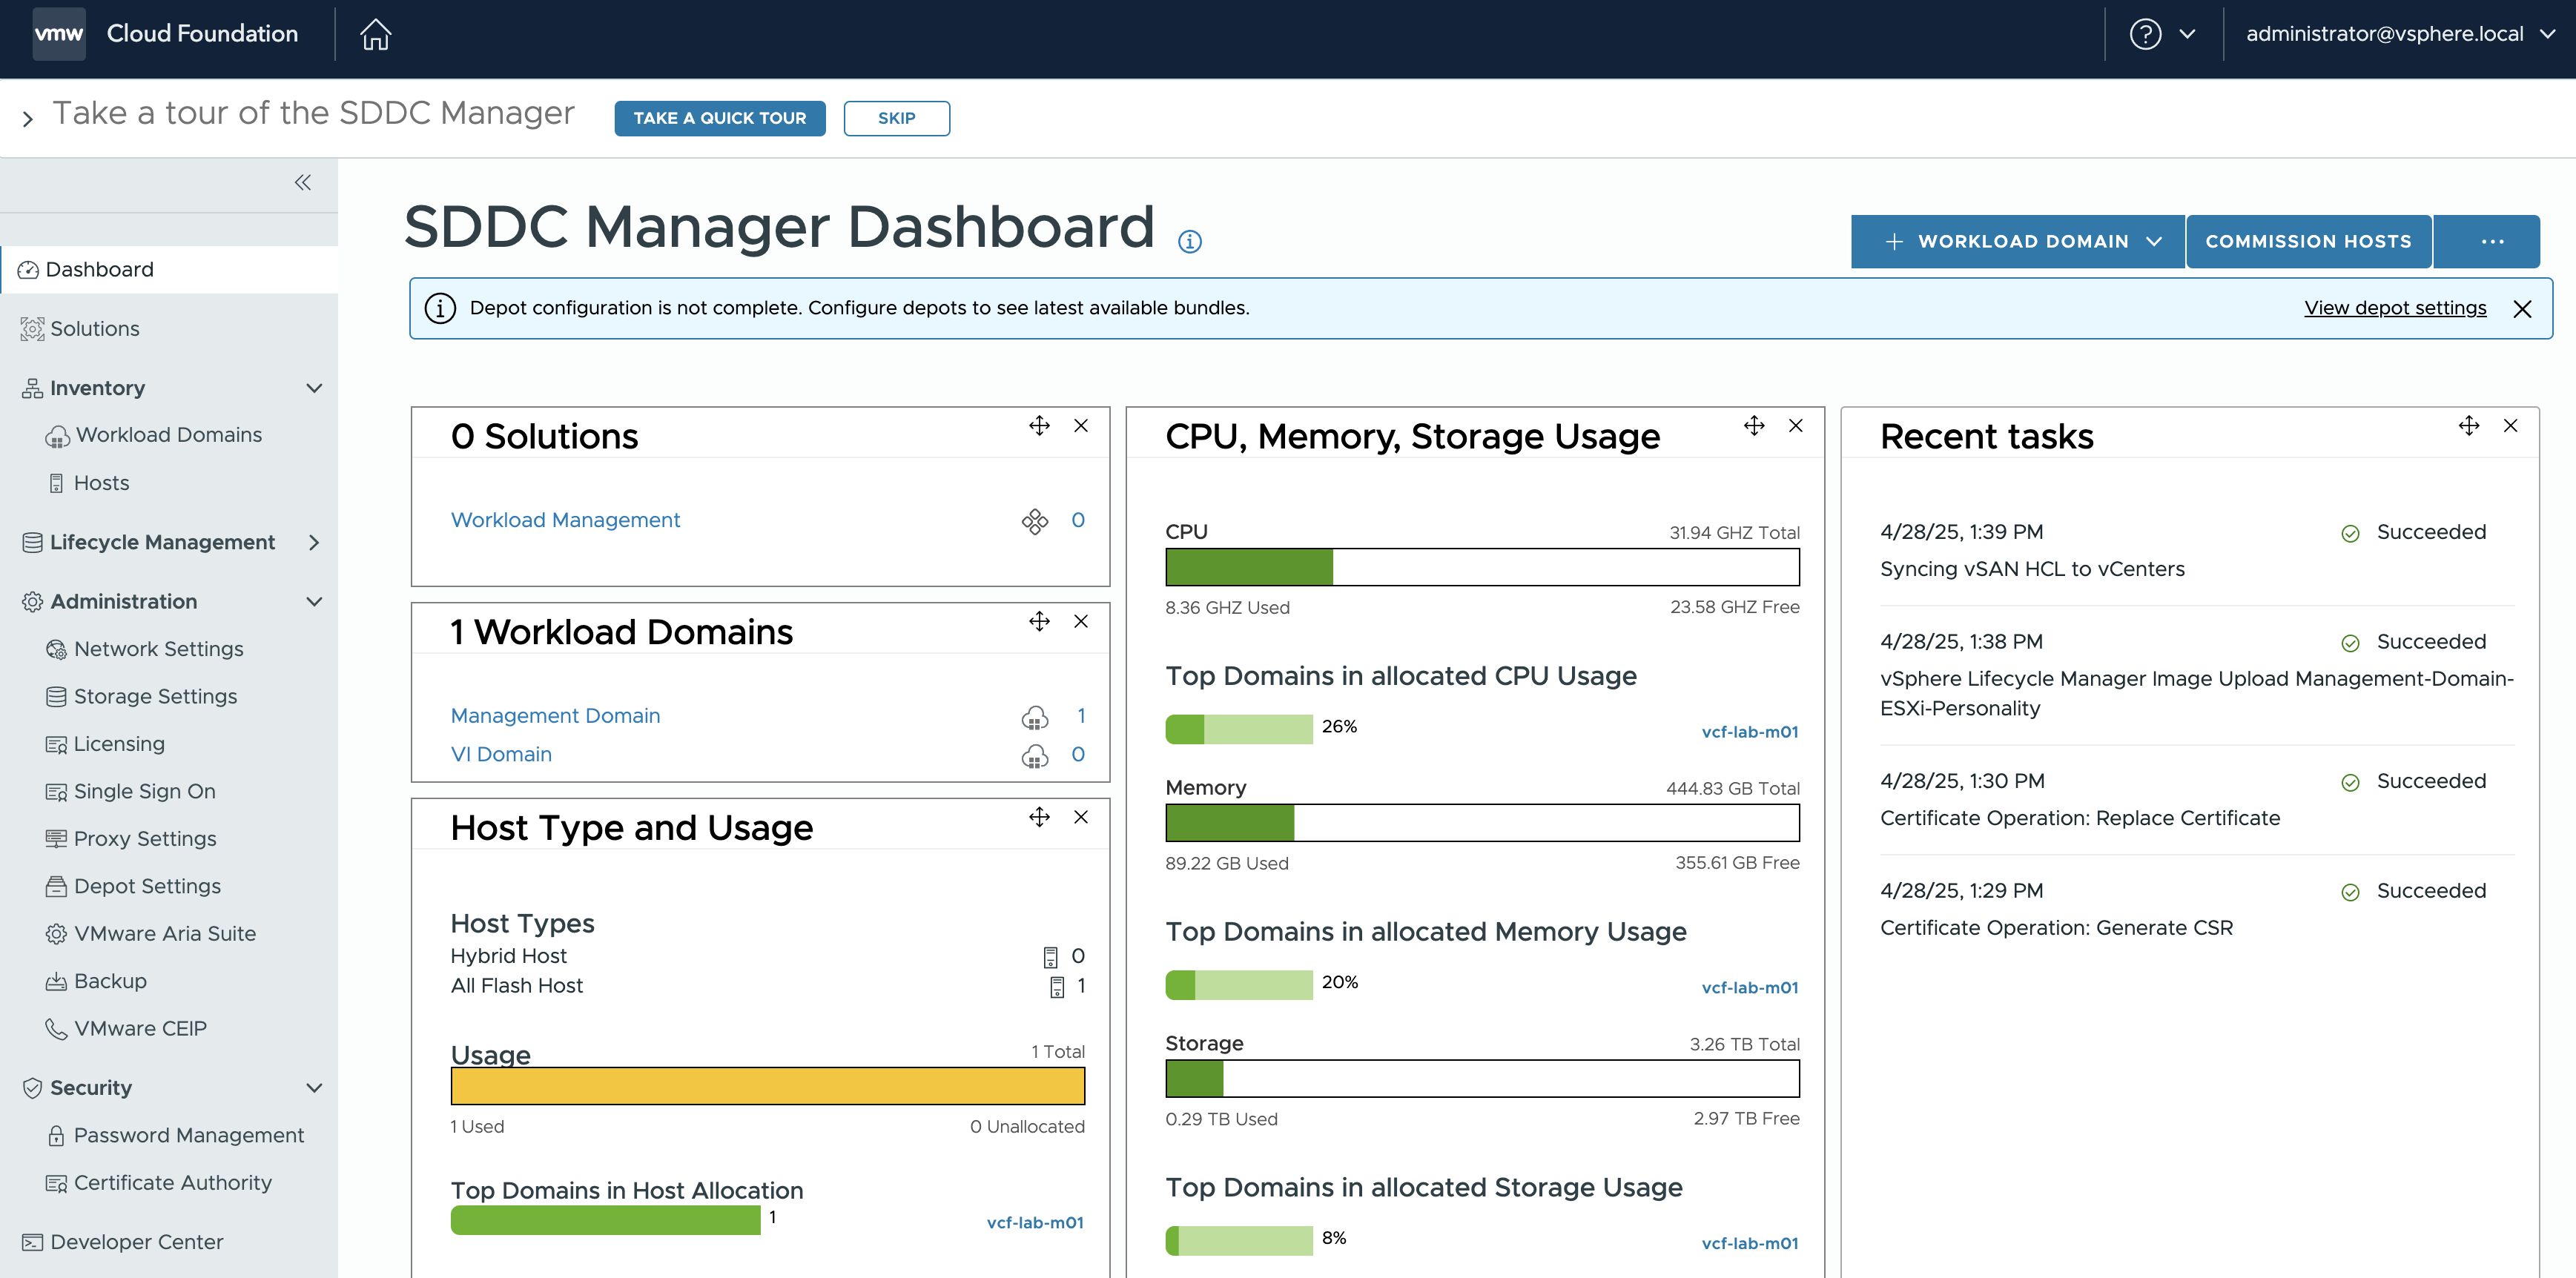 vmw Cloud Foundation
administrator@vsphere.local
Take a tour of the SDDC Manager
TAKE A QUICK TOUR
SKIP
Dashboard
Solutions
Inventory
Workload Domains
Hosts
Lifecycle Management
Administration
Network Settings
Storage Settings
Licensing
Single Sign On
Proxy Settings
Depot Settings
VMware Aria Suite
Backup
VMware CEIP
Security
Password Management
Certificate Authority
Developer Center
SDDC Manager Dashboard
WORKLOAD DOMAIN
COMMISSION HOSTS
Depot configuration is not complete. Configure depots to see latest available bundles.
View depot settings
0 Solutions
Workload Management 0
1 Workload Domains
Management Domain 1
VI Domain 0
Host Type and Usage
Host Types
Hybrid Host 0
All Flash Host 1
Usage 1 Total
1 Used 0 Unallocated
Top Domains in Host Allocation
1 vcf-lab-m01
CPU, Memory, Storage Usage
CPU 31.94 GHZ Total
8.36 GHZ Used 23.58 GHZ Free
Top Domains in allocated CPU Usage
26% vcf-lab-m01
Memory 444.83 GB Total
89.22 GB Used 355.61 GB Free
Top Domains in allocated Memory Usage
20% vcf-lab-m01
Storage 3.26 TB Total
0.29 TB Used 2.97 TB Free
Top Domains in allocated Storage Usage
8% vcf-lab-m01
Recent tasks
4/28/25, 1:39 PM Succeeded
Syncing vSAN HCL to vCenters
4/28/25, 1:38 PM Succeeded
vSphere Lifecycle Manager Image Upload Management-Domain-
ESXi-Personality
4/28/25, 1:30 PM Succeeded
Certificate Operation: Replace Certificate
4/28/25, 1:29 PM Succeeded
Certificate Operation: Generate CSR